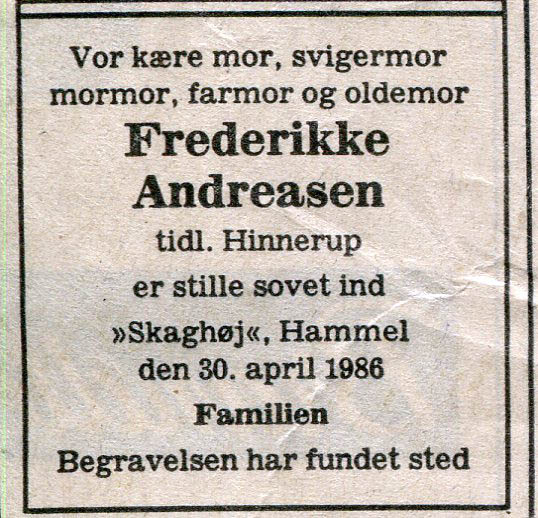 Vor kære mor, svigermor
mormor, farmor og oldemor
Frederikke
Andreasen
tidl. Hinnerup
er stille sovet ind
»Skaghøj«, Hammel
den 30. april 1986
Familien
Begravelsen har fundet sted